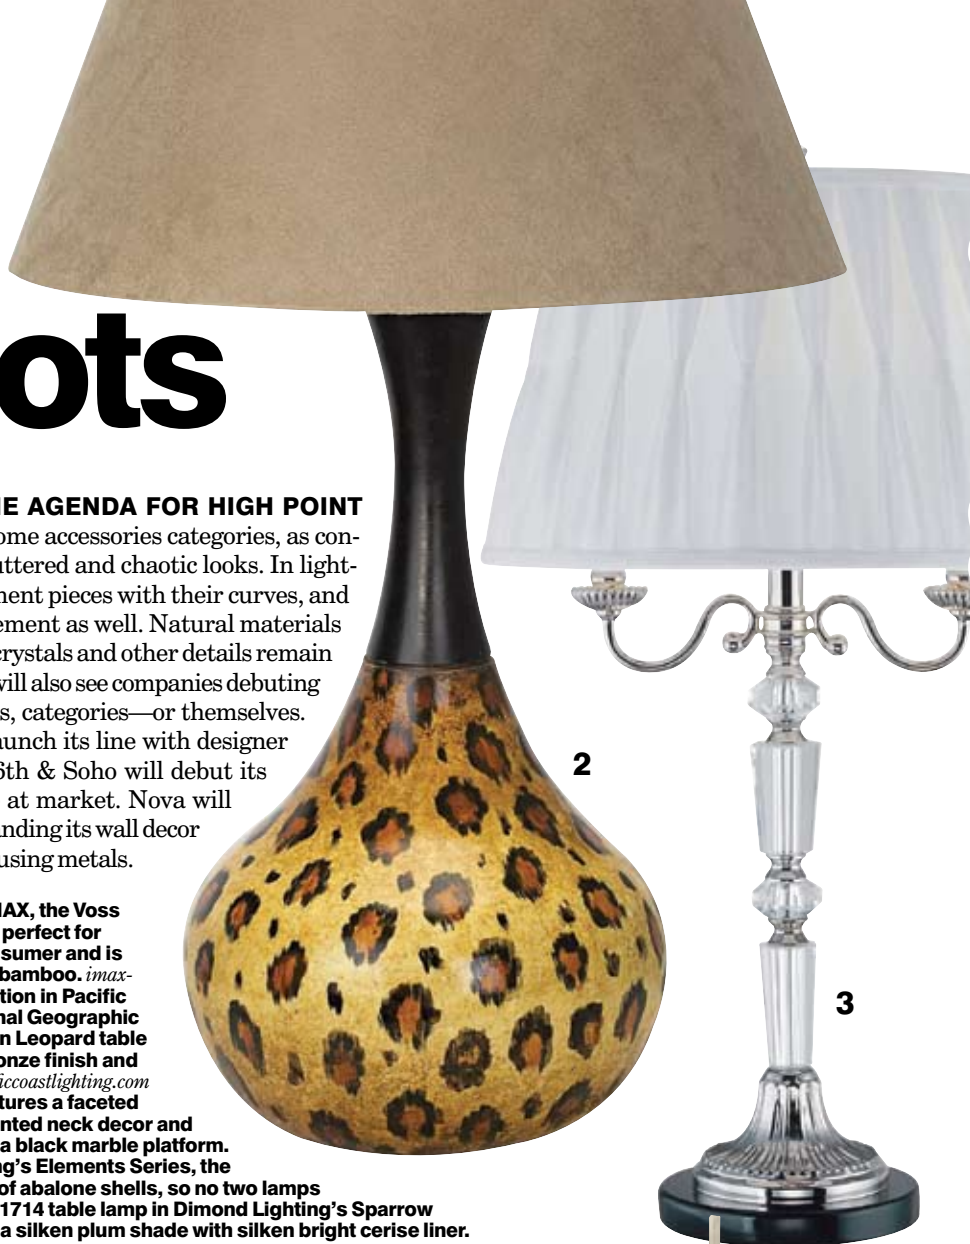 ots
E AGENDA FOR HIGH POINT
ome accessories categories, as con-
uttered and chaotic looks. In light-
ment pieces with their curves, and
ement as well. Natural materials
crystals and other details remain
will also see companies debuting
s, categories—or themselves.
aunch its line with designer
6th & Soho will debut its
at market. Nova will
anding its wall decor
using metals.
2
3
MAX, the Voss
perfect for
sumer and is
bamboo. imax-
tion in Pacific
nal Geographic
n Leopard table
onze finish and
iccoastlighting.com
tures a faceted
nted neck decor and
a black marble platform.
ng’s Elements Series, the
of abalone shells, so no two lamps
1714 table lamp in Dimond Lighting’s Sparrow
a silken plum shade with silken bright cerise liner.